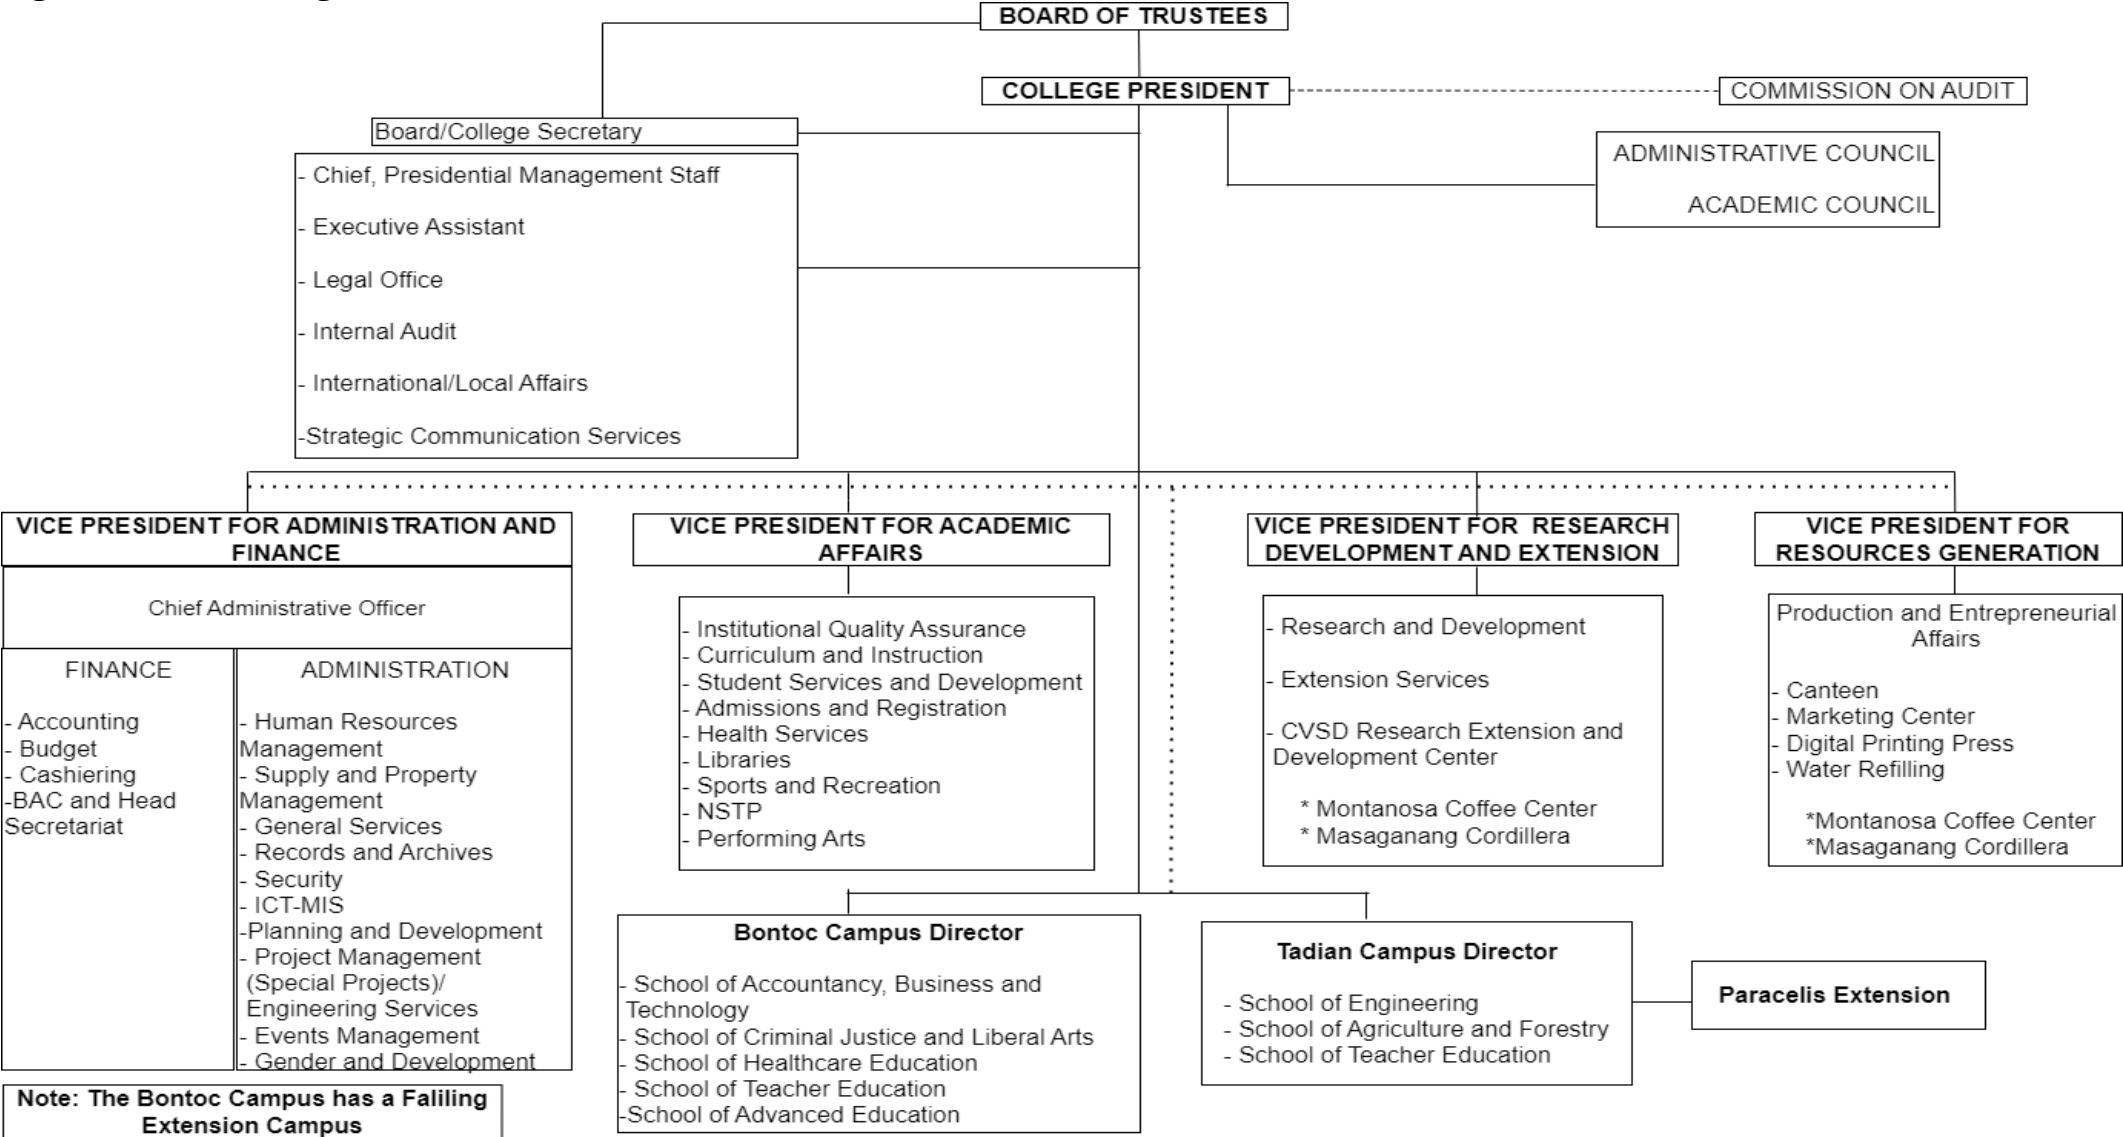 BOARD OF TRUSTEES
COLLEGE PRESIDENT
COMMISSION ON AUDIT
Board/College Secretary
ADMINISTRATIVE COUNCIL
ACADEMIC COUNCIL
- Chief, Presidential Management Staff
- Executive Assistant
- Legal Office
- Internal Audit
- International/Local Affairs
-Strategic Communication Services
VICE PRESIDENT FOR ADMINISTRATION AND
FINANCE
Chief Administrative Officer
FINANCE
- Accounting
- Budget
- Cashiering
-BAC and Head
Secretariat
ADMINISTRATION
- Human Resources
Management
- Supply and Property
Management
- General Services
- Records and Archives
- Security
- ICT-MIS
-Planning and Development
- Project Management
(Special Projects)/
Engineering Services
- Events Management
- Gender and Development
VICE PRESIDENT FOR ACADEMIC
AFFAIRS
- Institutional Quality Assurance
- Curriculum and Instruction
- Student Services and Development
- Admissions and Registration
- Health Services
- Libraries
- Sports and Recreation
- NSTP
- Performing Arts
VICE PRESIDENT FOR RESEARCH
DEVELOPMENT AND EXTENSION
- Research and Development
- Extension Services
- CVSD Research Extension and
Development Center
* Montanosa Coffee Center
* Masaganang Cordillera
VICE PRESIDENT FOR
RESOURCES GENERATION
Production and Entrepreneurial
Affairs
- Canteen
- Marketing Center
- Digital Printing Press
- Water Refilling
*Montanosa Coffee Center
*Masaganang Cordillera
Bontoc Campus Director
- School of Accountancy, Business and
Technology
- School of Criminal Justice and Liberal Arts
- School of Healthcare Education
- School of Teacher Education
-School of Advanced Education
Tadian Campus Director
- School of Engineering
- School of Agriculture and Forestry
- School of Teacher Education
Paracelis Extension
Note: The Bontoc Campus has a Faliling
Extension Campus